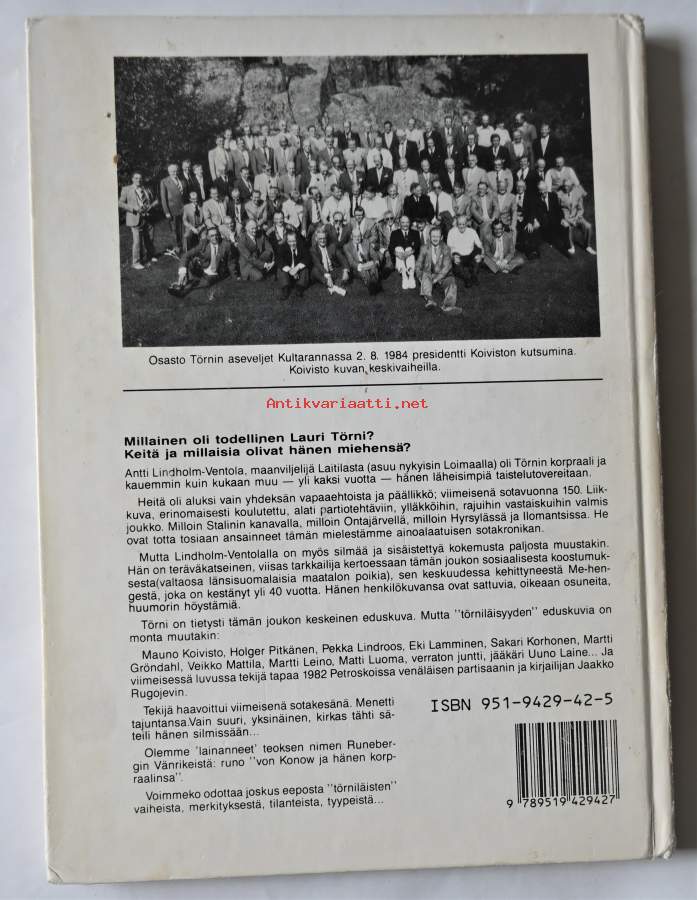 Osasto Törnin aseveljet Kultarannassa 2. 8. 1984 presidentti Koiviston kutsumina.
Koivisto kuvan keskivaiheilla.
Antikvariaatti.net
Millainen oli todellinen Lauri Törni?
Keitä ja millaisia olivat hänen miehensä?
Antti Lindholm-Ventola, maanviljelijä Laitilasta (asuu nykyisin Loimaalla) oli Törnin korpraali ja
kauemmin kuin kukaan muu — yli kaksi vuotta — hänen läheisimpiä taistelutovereitaan.
Heitä oli aluksi vain yhdeksän vapaaehtoista ja päällikkö; viimeisenä sotavuonna 150. Liik-
kuva, erinomaisesti koulutettu, alati partiotehtäviin, ylläkköihin, rajuihin vastaiskuihin valmis
joukko. Milloin Stalinin kanavalla, milloin Ontajärvellä, milloin Hyrsylässä ja Ilomantsissa. He
ovat totta tosiaan ansainneet tämän mielestämme ainoalaatuisen sotakronikan.
Mutta Lindholm-Ventolalla on myös silmää ja sisäistettyä kokemusta paljosta muustakin.
Hän on teräväkatseinen, viisas tarkkailija kertoessaan tämän joukon sosiaalisesta koostumuk-
sesta(valtaosa länsisuomalaisia maatalon poikia), sen keskuudessa kehittyneestä Me-hen-
gestä, joka on kestänyt yli 40 vuotta. Hänen henkilökuvansa ovat sattuvia, oikeaan osuneita,
huumorin höystämiä.
Törni on tietysti tämän joukon keskeinen eduskuva. Mutta "törniläisyyden" eduskuvia on
monta muutakin:
Mauno Koivisto, Holger Pitkänen, Pekka Lindroos, Eki Lamminen, Sakari Korhonen, Martti
Gröndahl, Veikko Mattila, Martti Leino, Matti Luoma, verraton juntti, jääkäri Uuno Laine... Ja
viimeisessä luvussa tekijä tapaa 1982 Petroskoissa venäläisen partisaanin ja kirjailijan Jaakko
Rugojevin.
Tekijä haavoittui viimeisenä sotakesänä. Menetti
tajuntansa.Vain suuri, yksinäinen, kirkas tähti sä-
teili hänen silmissään...
Olemme 'lainanneet' teoksen nimen Runeber-
gin Vänrikeistä: runo "von Konow ja hänen korp-
raalinsa".
Voimmeko odottaa joskus eeposta "törniläisten"
vaiheista, merkityksestä, tilanteista, tyypeistä...
ISBN 951-9429-42-5
9 789519 429427